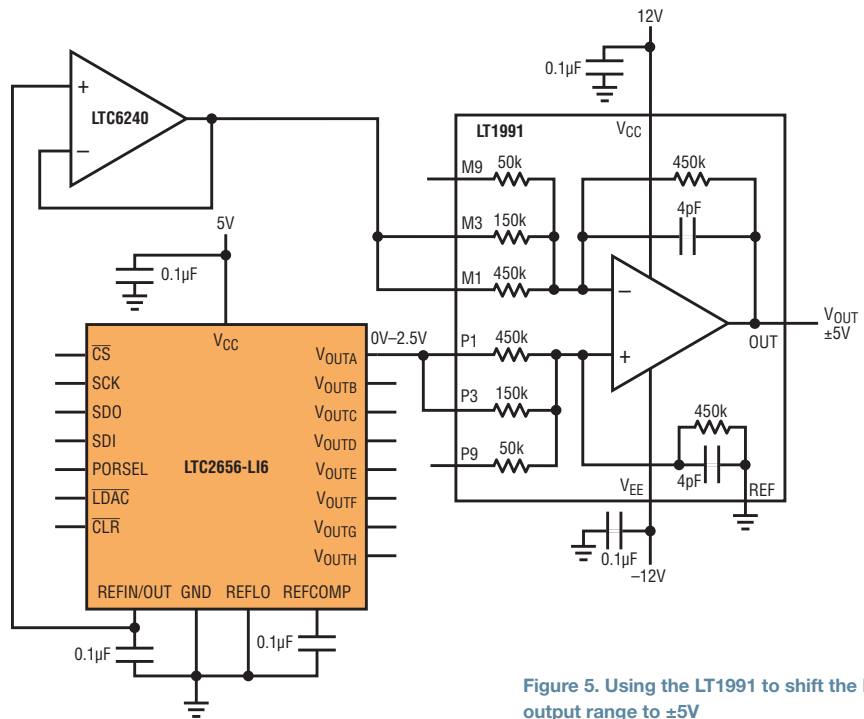 12V
0.1µF
LT1991
VCC
M9
50k
M3
150k
M1
450k
450k
4pF
−
+
OUT
VOUT
±5V
P1
450k
P3
150k
P9
50k
450k
4pF
REF
VEE
0.1µF
−12V
+
LTC6240
−
5V
0.1µF
VCC
0V–2.5V
CS
SCK
SDO
SDI
PORSEL
LDAC
CLR
LTC2656-LI6
VOUTA
VOUTB
VOUTC
VOUTD
VOUTE
VOUTF
VOUTG
VOUTH
REFIN/OUT GND REFLO REFCOMP
0.1µF
0.1µF
Figure 5. Using the LT1991 to shift the
output range to ±5V